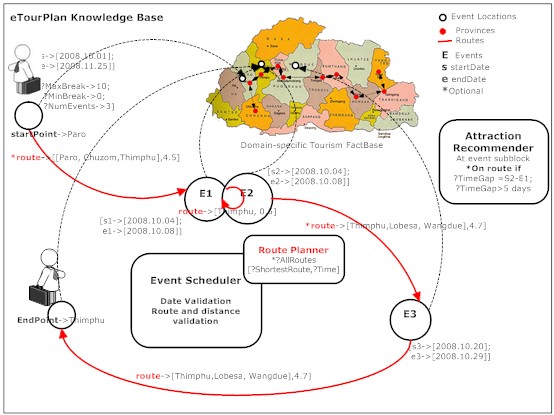 eTourPlan Knowledge Base
Event Locations
Provinces
Routes
E Events
s startDate
e endDate
*Optional
s->[2008.10.01];
e->[2008.11.25]]
?MaxBreak->10;
?MinBreak->0;
?NumEvents->3]
startPoint->Paro
Domain-specific Tourism FactBase
*route->[[Paro, Chuzom,Thimphu],4.5]
Attraction
Recommender
At event subblock
*On route if
?TimeGap =S2-E1;
?TimeGap>5 days
[s2->[2008.10.04];
e2->[2008.10.08]]
E1
E2
[s1->[2008.10.04];
e1->[2008.10.08]]
*route->[Thimphu,Lobesa, Wangdue],4.7]
Route Planner
*?AllRoutes
[?ShortestRoute,?Time]
Event Scheduler
Date Validation
Route and distance
validation
EndPoint->Thimphu
E3
[s3->[2008.10.20];
e3->[2008.10.29]]
route->[Thimphu,Lobesa, Wangdue],4.7]